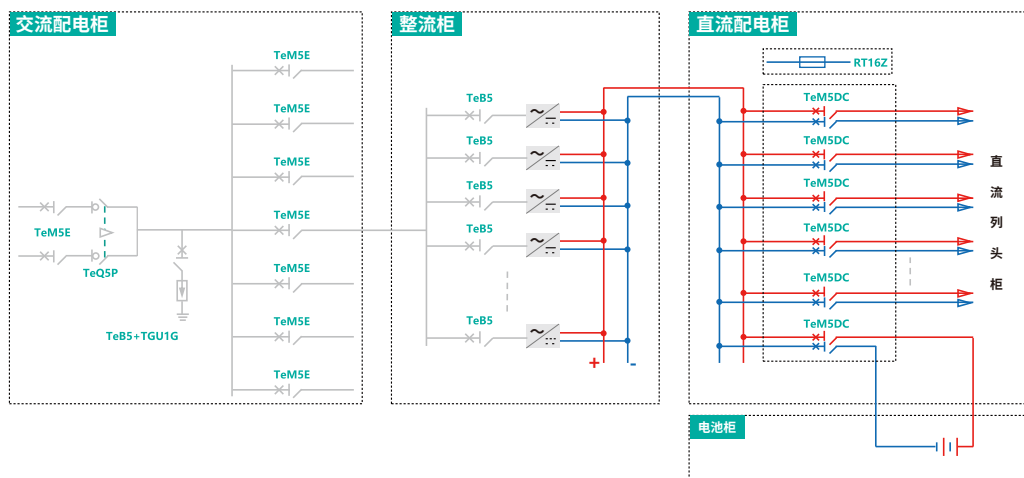 交流配电柜
TeM5E
TeM5E
TeM5E
TeM5E
TeM5E
TeM5E
TeM5E
TeM5E
TeQ5P
TeB5+TGU1G
整流柜
TeB5
TeB5
TeB5
TeB5
TeB5
+
-
直流配电柜
RT16Z
TeM5DC
TeM5DC
TeM5DC
TeM5DC
TeM5DC
TeM5DC
直
流
列
头
柜
电池柜